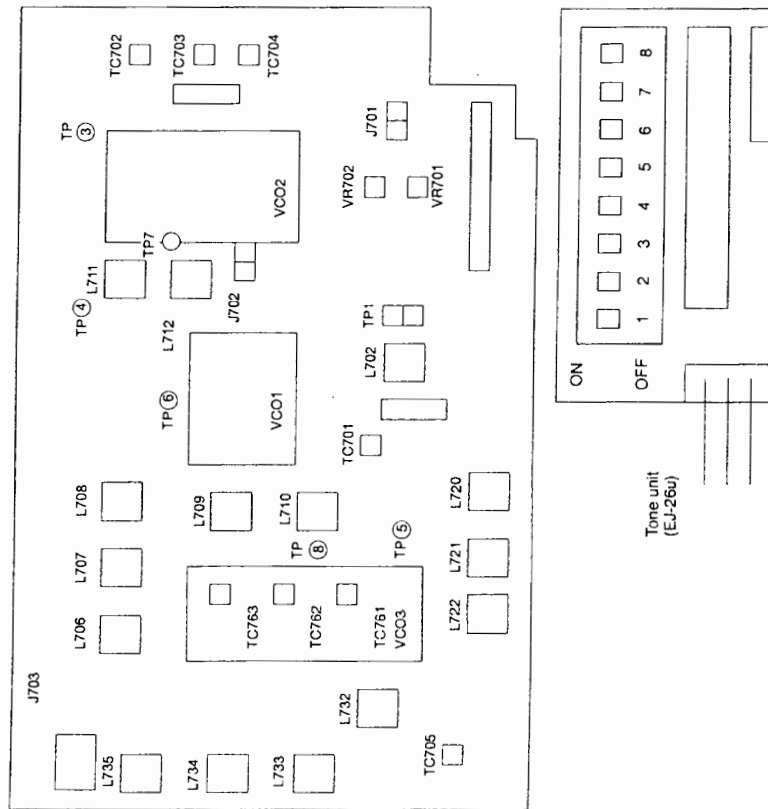 TC702
TC703
TC704
TP ③
VCO2
TP7
J701
VR702
VR701
L711
TP④
L712
J702
TP1
L702
TP⑥
VCO1
TC701
L708
L709
L710
L720
L707
TP ⑧
TP⑤
L721
L706
TC763
TC762
TC761
VCO3
L722
J703
L732
L735
L734
L733
TC705
ON
OFF
1 2 3 4 5 6 7 8
Tone unit
(EJ-26u)